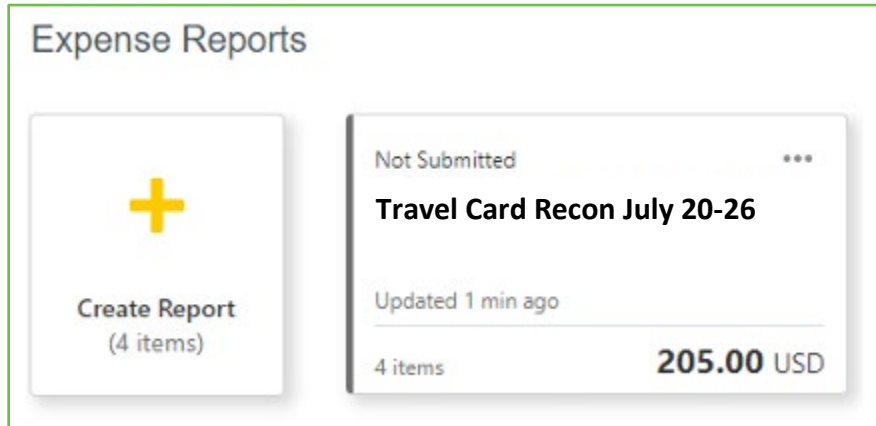 Expense Reports
Create Report
(4 items)
Not Submitted
Travel Card Recon July 20-26
Updated 1 min ago
4 items
205.00 USD